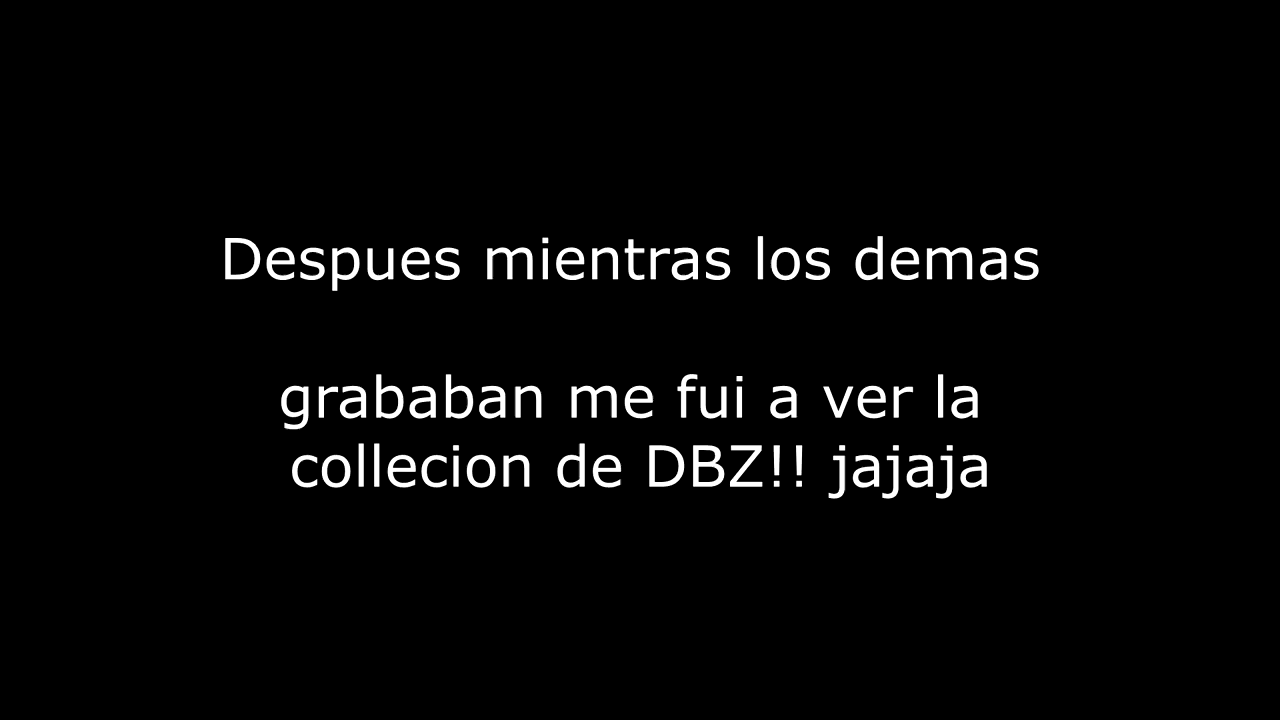 Despues mientras los demas
grababan me fui a ver la
collecion de DBZ!! jajaja